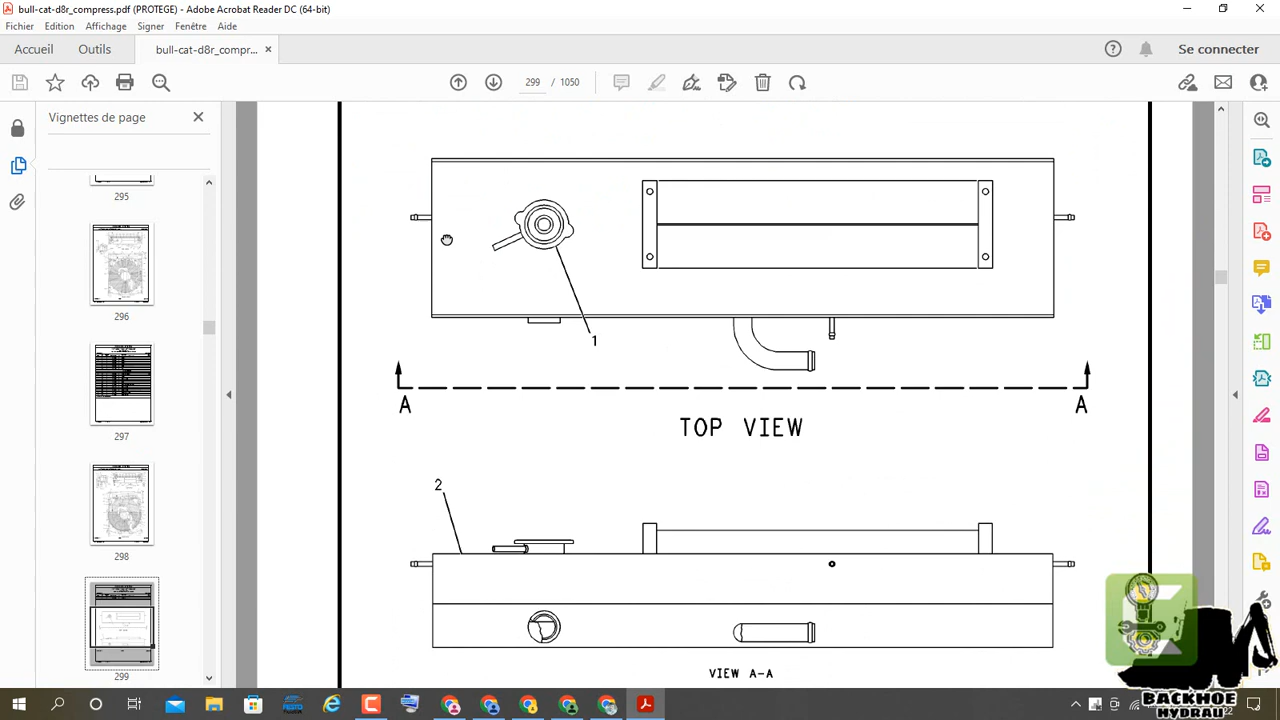 bull-cat-d8r_compress.pdf (PROTEGE) - Adobe Acrobat Reader DC (64-bit)
Fichier Edition Affichage Signer Fenêtre Aide
Accueil Outils bull-cat-d8r_compr... × Se connecter
299 / 1050
Vignettes de page
295
296
297
298
299
1
A A
TOP VIEW
2
VIEW A-A
BACKHOE
HYDRAU